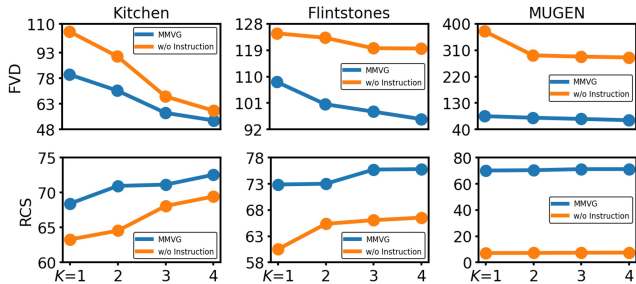 Kitchen
Flintstones
MUGEN
FVD
110
94
78
63
48
MMVG
w/o Instruction
128
119
110
101
92
MMVG
w/o Instruction
400
310
220
130
40
MMVG
w/o Instruction
RCS
75
70
65
60
MMVG
w/o Instruction
78
73
68
63
58
MMVG
w/o Instruction
80
60
40
20
0
MMVG
w/o Instruction
K=1 2 3 4
K=1 2 3 4
K=1 2 3 4